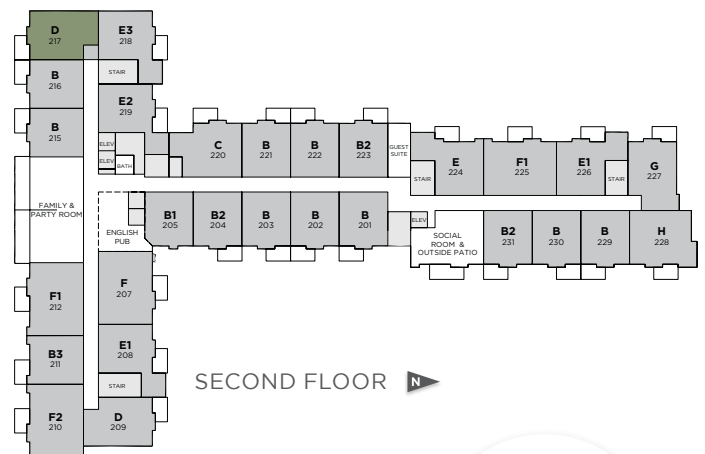 D
217
E3
218
STAIR
B
216
E2
219
B
215
ELEV
ELEV
BATH
C
220
B
221
B
222
B2
223
GUEST
SUITE
E
224
STAIR
F1
225
E1
226
STAIR
G
227
FAMILY &
PARTY ROOM
ENGLISH
PUB
B1
205
B2
204
B
203
B
202
B
201
ELEV
SOCIAL
ROOM &
OUTSIDE PATIO
B2
231
B
230
B
229
H
228
F1
212
F
207
B3
211
E1
208
STAIR
F2
210
D
209
SECOND FLOOR
N